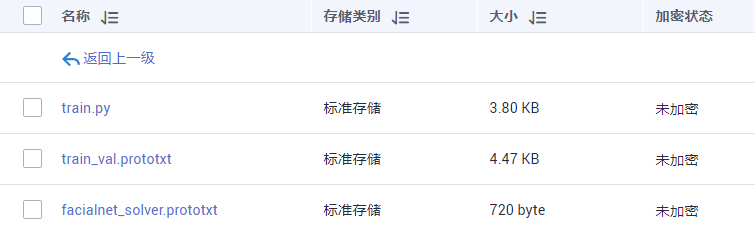 名称 存储类别 大小 加密状态
返回上一级
train.py 标准存储 3.80 KB 未加密
train_val.prototxt 标准存储 4.47 KB 未加密
facialnet_solver.prototxt 标准存储 720 byte 未加密